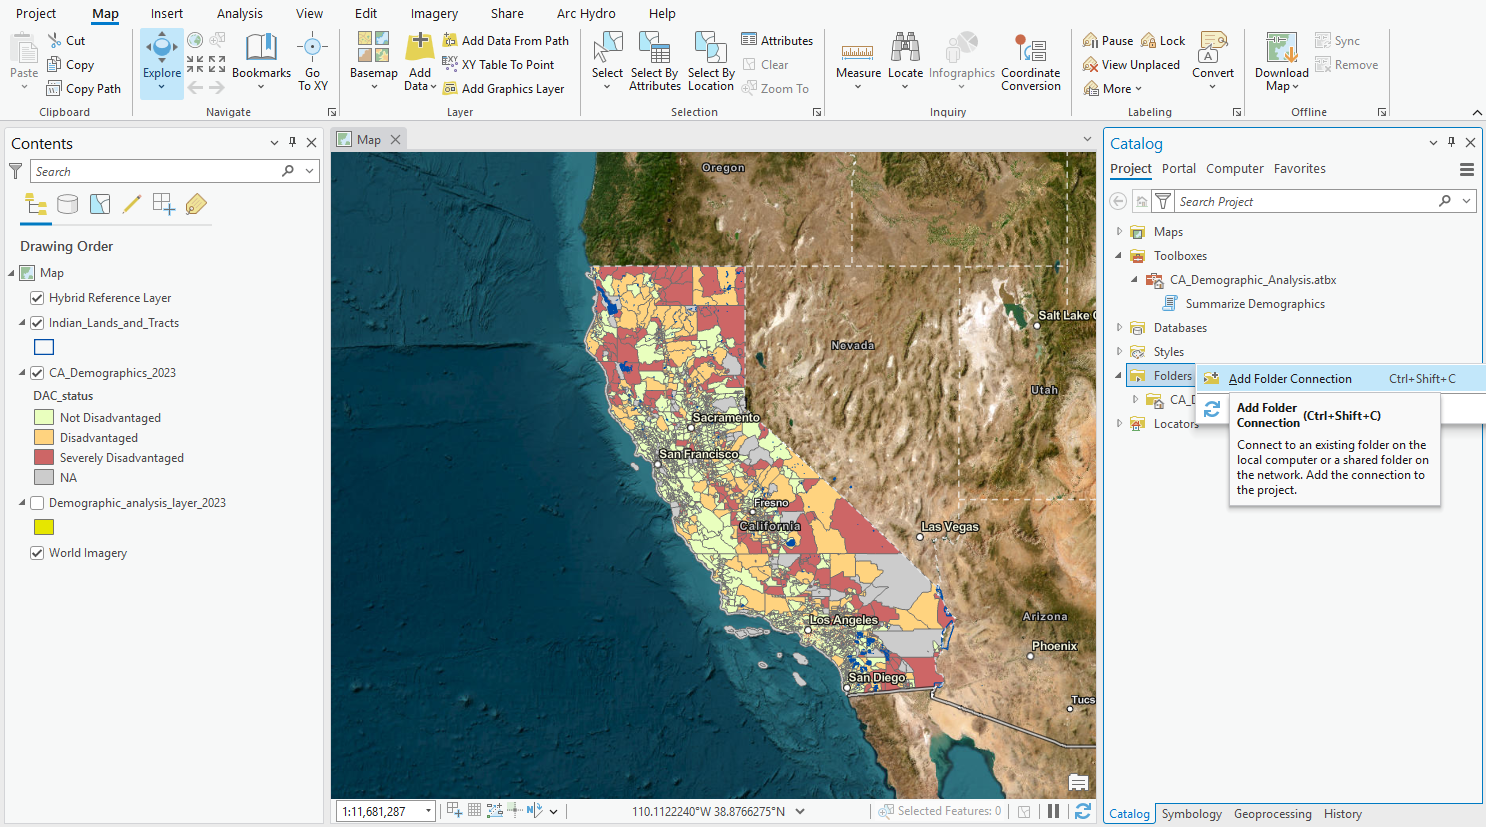 Project Map Insert Analysis View Edit Imagery Share Arc Hydro Help
Paste
Cut
Copy
Copy Path
Clipboard
Explore
Bookmarks
Go
To XY
Navigate
Basemap
Add
Data
Add Data From Path
XY Table To Point
Add Graphics Layer
Layer
Select
Select By
Attributes
Select By
Location
Attributes
Clear
Zoom To
Selection
Measure
Locate
Infographics
Coordinate
Conversion
Inquiry
Pause
Lock
View Unplaced
More
Convert
Labeling
Download
Map
Sync
Remove
Offline
Contents
Search
Drawing Order
Map
Hybrid Reference Layer
Indian_Lands_and_Tracts
CA_Demographics_2023
DAC_status
Not Disadvantaged
Disadvantaged
Severely Disadvantaged
NA
Demographic_analysis_layer_2023
World Imagery
Map
Oregon
Salt Lake
Nevada
Utah
Sacramento
San Francisco
Fresno
California
Las Vegas
Los Angeles
Arizona
Phoenix
San Diego
Tucs
1:11,681,287
110.1122240°W 38.8766275°N
Selected Features: 0
Catalog
Project Portal Computer Favorites
Search Project
Maps
Toolboxes
CA_Demographic_Analysis.atbx
Summarize Demographics
Databases
Styles
Folders
Add Folder Connection Ctrl+Shift+C
CA_D
Locators
Add Folder
Connection (Ctrl+Shift+C)
Connect to an existing folder on the
local computer or a shared folder on
the network. Add the connection to
the project.
Catalog Symbology Geoprocessing History